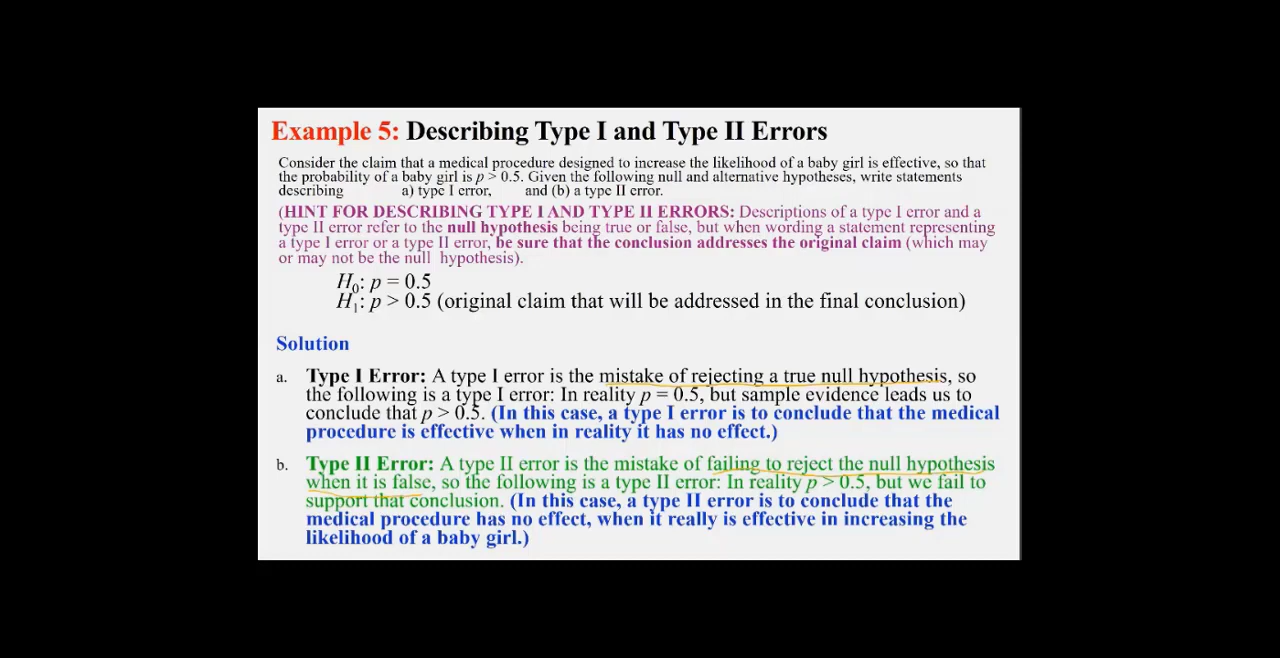 Example 5: Describing Type I and Type II Errors
Consider the claim that a medical procedure designed to increase the likelihood of a baby girl is effective, so that
the probability of a baby girl is p > 0.5. Given the following null and alternative hypotheses, write statements
describing a) type I error, and (b) a type II error.
(HINT FOR DESCRIBING TYPE I AND TYPE II ERRORS: Descriptions of a type I error and a
type II error refer to the null hypothesis being true or false, but when wording a statement representing
a type I error or a type II error, be sure that the conclusion addresses the original claim (which may
or may not be the null hypothesis).
H₀: p = 0.5
H₁: p > 0.5 (original claim that will be addressed in the final conclusion)
Solution
a. Type I Error: A type I error is the mistake of rejecting a true null hypothesis, so
the following is a type I error: In reality p = 0.5, but sample evidence leads us to
conclude that p > 0.5. (In this case, a type I error is to conclude that the medical
procedure is effective when in reality it has no effect.)
b. Type II Error: A type II error is the mistake of failing to reject the null hypothesis
when it is false, so the following is a type II error: In reality p > 0.5, but we fail to
support that conclusion. (In this case, a type II error is to conclude that the
medical procedure has no effect, when it really is effective in increasing the
likelihood of a baby girl.)